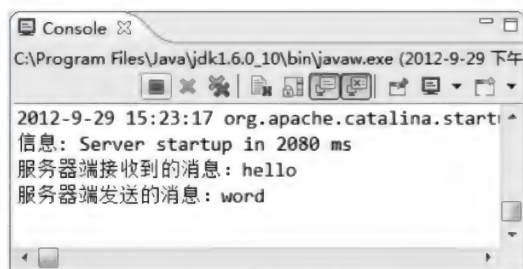 Console
C:\Program Files\Java\jdk1.6.0_10\bin\javaw.exe (2012-9-29 下午
2012-9-29 15:23:17 org.apache.catalina.start
信息: Server startup in 2080 ms
服务器端接收到的消息：hello
服务器端发送的消息：word